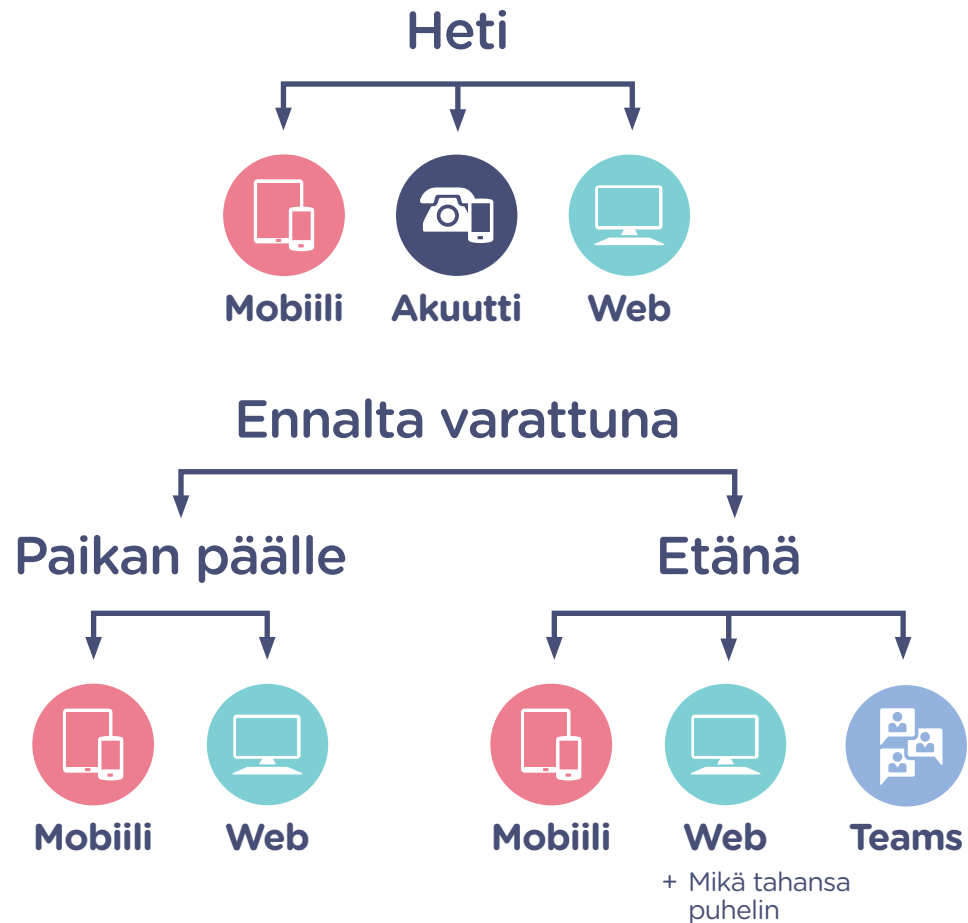 Heti
Mobiili
Akuutti
Web
Ennalta varattuna
Paikan päälle
Etänä
Mobiili
Web
Mobiili
Web
Teams
+ Mikä tahansa
puhelin